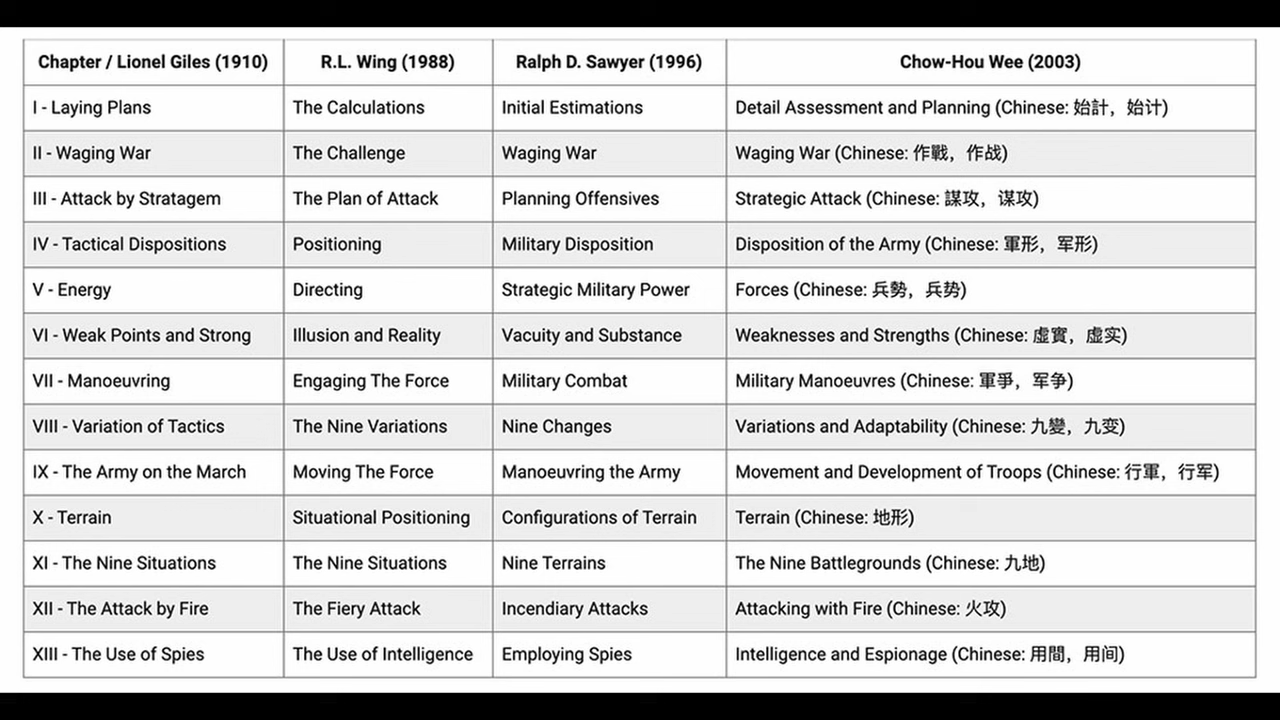 Chapter / Lionel Giles (1910) R.L. Wing (1988) Ralph D. Sawyer (1996) Chow-Hou Wee (2003)
I - Laying Plans The Calculations Initial Estimations Detail Assessment and Planning (Chinese: 始計，始计)
II - Waging War The Challenge Waging War Waging War (Chinese: 作戰，作战)
III - Attack by Stratagem The Plan of Attack Planning Offensives Strategic Attack (Chinese: 謀攻，谋攻)
IV - Tactical Dispositions Positioning Military Disposition Disposition of the Army (Chinese: 軍形，军形)
V - Energy Directing Strategic Military Power Forces (Chinese: 兵勢，兵势)
VI - Weak Points and Strong Illusion and Reality Vacuity and Substance Weaknesses and Strengths (Chinese: 虛實，虚实)
VII - Manoeuvring Engaging The Force Military Combat Military Manoeuvres (Chinese: 軍爭，军争)
VIII - Variation of Tactics The Nine Variations Nine Changes Variations and Adaptability (Chinese: 九變，九变)
IX - The Army on the March Moving The Force Manoeuvring the Army Movement and Development of Troops (Chinese: 行軍，行军)
X - Terrain Situational Positioning Configurations of Terrain Terrain (Chinese: 地形)
XI - The Nine Situations The Nine Situations Nine Terrains The Nine Battlegrounds (Chinese: 九地)
XII - The Attack by Fire The Fiery Attack Incendiary Attacks Attacking with Fire (Chinese: 火攻)
XIII - The Use of Spies The Use of Intelligence Employing Spies Intelligence and Espionage (Chinese: 用間，用间)